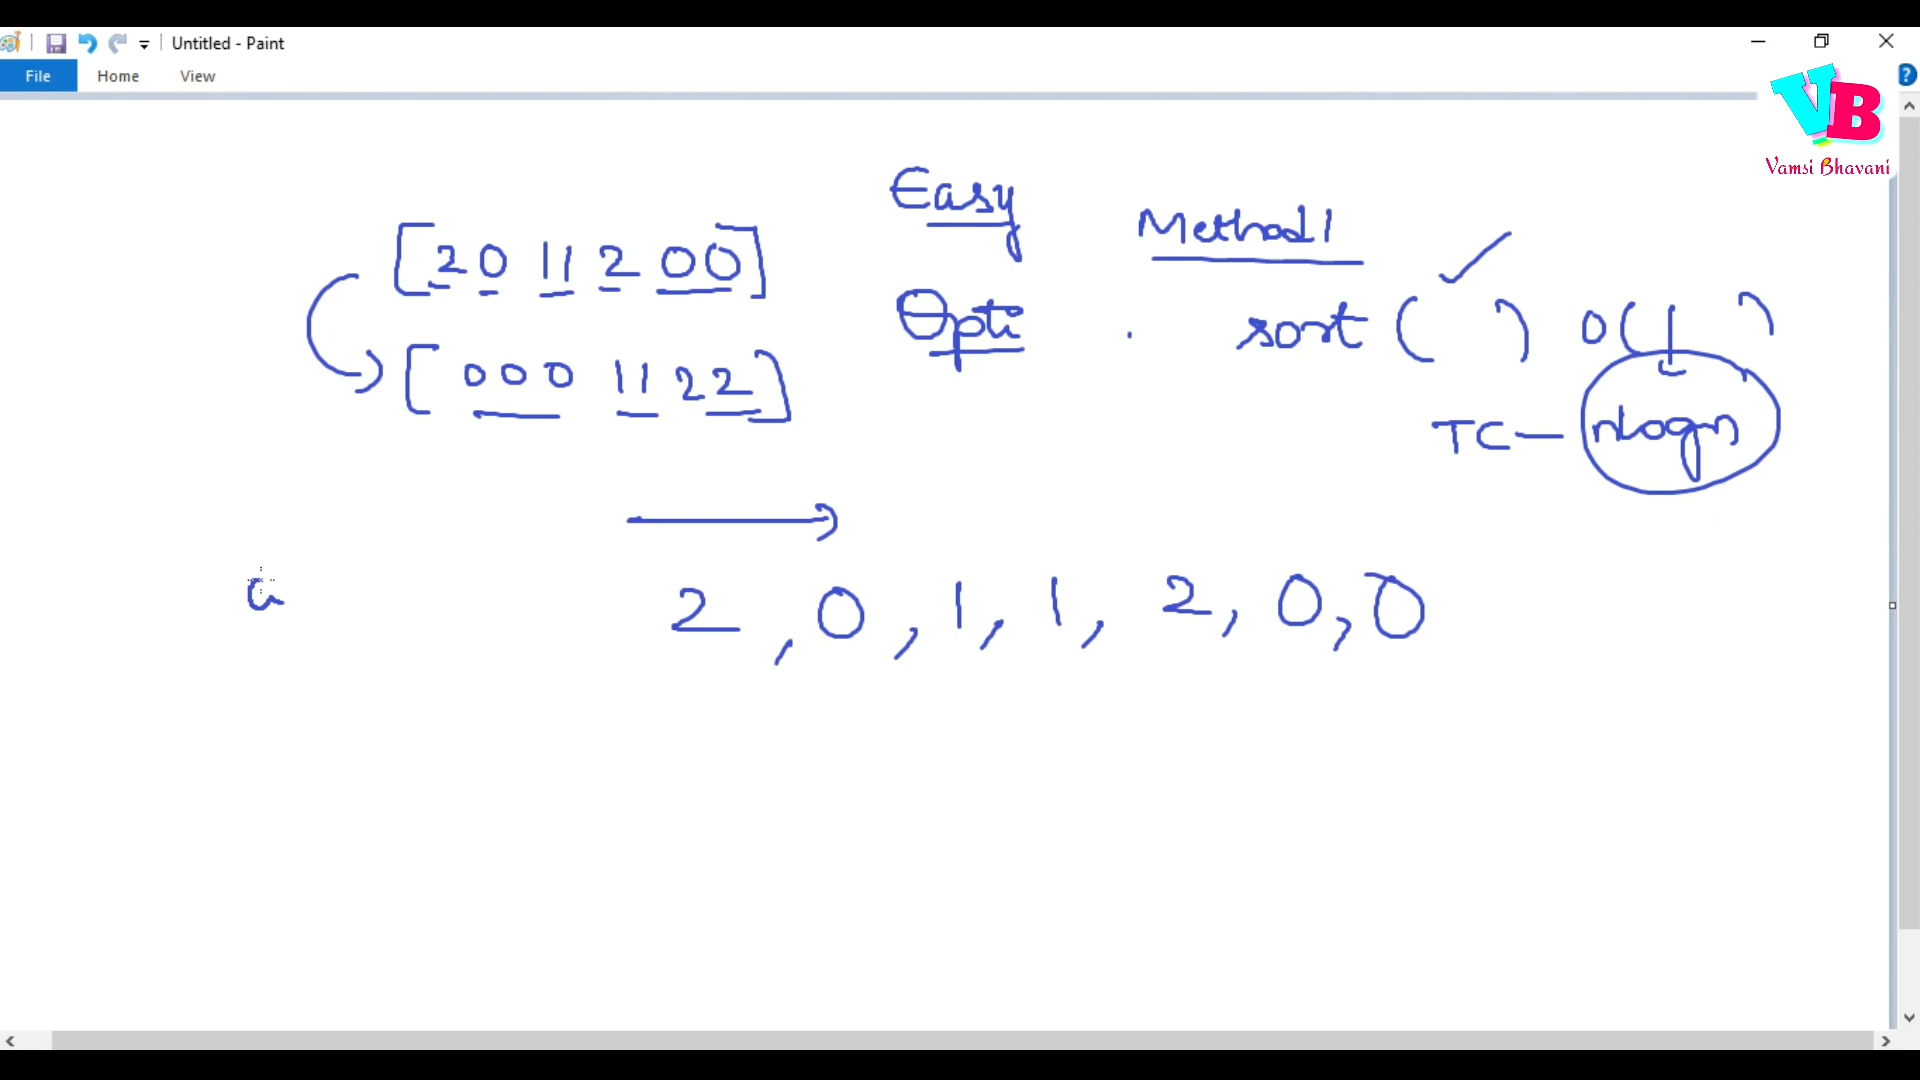 Untitled - Paint
File Home View
VB
Vamsi Bhavani
Easy
Method 1
[2 0 1 1 2 0 0]
Opti
sort ( ) O(1 )
[0 0 0 1 1 2 2]
TC — nlogn
2, 0, 1, 1, 2, 0, 0